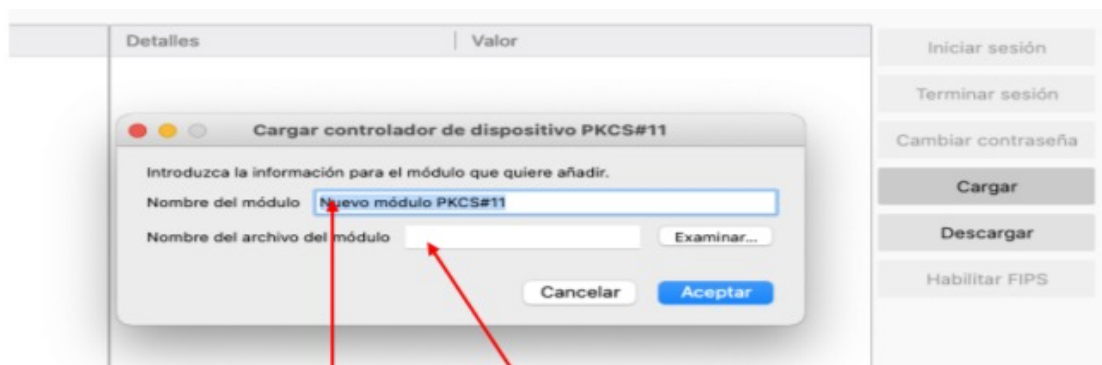 Detalles Valor
Iniciar sesión
Terminar sesión
Cargar controlador de dispositivo PKCS#11
Cambiar contraseña
Introduzca la información para el módulo que quiere añadir.
Nombre del módulo Nuevo módulo PKCS#11
Cargar
Nombre del archivo del módulo Examinar...
Descargar
Cancelar Aceptar
Habilitar FIPS